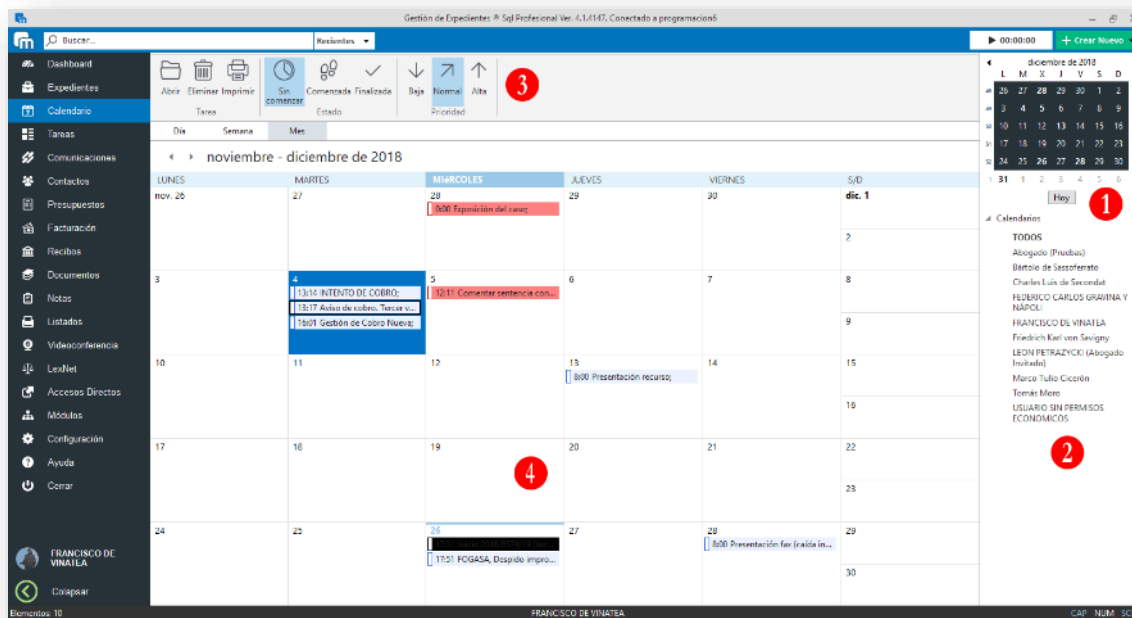 Gestión de Expedientes ® Sql Profesional Ver. 4.1.4147. Conectado a programacion6
Buscar...
Recientes
00:00:00
+ Crear Nuevo
Dashboard
Expedientes
Calendario
Tareas
Comunicaciones
Contactos
Presupuestos
Facturación
Recibos
Documentos
Notas
Listados
Videoconferencia
LexNet
Accesos Directos
Módulos
Configuración
Ayuda
Cerrar
FRANCISCO DE
VINATEA
Colapsar
Abrir Eliminar Imprimir
Tarea
Sin
comenzar
Comenzada Finalizada
Estado
Baja Normal Alta
Prioridad
3
Día Semana Mes
noviembre - diciembre de 2018
LUNES MARTES MIéRCOLES JUEVES VIERNES S/D
nov. 26 27 28 29 30 dic. 1
0:00 Exposición del caso;
2
3 4 5 6 7 8
13:14 INTENTO DE COBRO;
12:11 Comentar sentencia con...
13:17 Aviso de cobro. Tercer v...
16:01 Gestión de Cobro Nueva;
9
10 11 12 13 14 15
8:00 Presentación recurso;
16
17 18 19 20 21 22
4
23
24 25 26 27 28 29
8:00 Presentación fax (caída in...
17:51 FOGASA, Despido impro...
30
diciembre de 2018
L M X J V S D
48 26 27 28 29 30 1 2
49 3 4 5 6 7 8 9
50 10 11 12 13 14 15 16
51 17 18 19 20 21 22 23
52 24 25 26 27 28 29 30
1 31 1 2 3 4 5 6
Hoy
1
Calendarios
TODOS
Abogado (Pruebas)
Bártolo de Sassoferrato
Charles Luis de Secondat
FEDERICO CARLOS GRAVINA Y
NÁPOLI
FRANCISCO DE VINATEA
Friedrich Karl von Savigny
LEON PETRAZYCKI (Abogado
Invitado)
Marco Tulio Cicerón
Tomás Moro
USUARIO SIN PERMISOS
ECONOMICOS
2
Elementos: 10
FRANCISCO DE VINATEA
CAP NUM SC